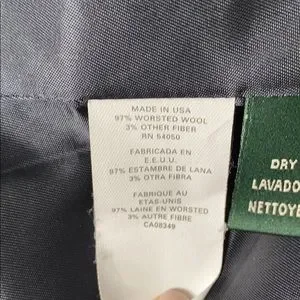 MADE IN USA
97% WORSTED WOOL
3% OTHER FIBER
RN 54050
FABRICADA EN
E.E.U.U.
97% ESTAMBRE DE LANA
3% OTRA FIBRA
FABRIQUE AU
ETAS-UNIS
97% LAINE EN WORSTED
3% AUTRE FIBRE
CA08349
DRY
LAVADO
NETTOYE